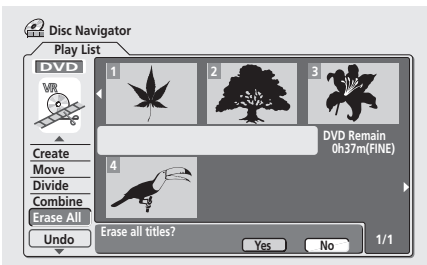 Disc Navigator
Play List
DVD
VR
Create
Move
Divide
Combine
Erase All
Undo
1
2
3
DVD Remain
0h37m(FINE)
4
Erase all titles?
Yes
No
1/1